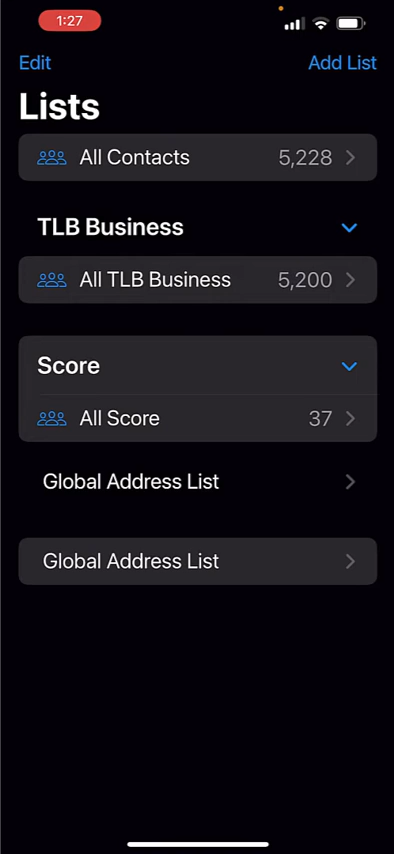 1:27
Edit Add List
Lists
All Contacts 5,228
TLB Business
All TLB Business 5,200
Score
All Score 37
Global Address List
Global Address List